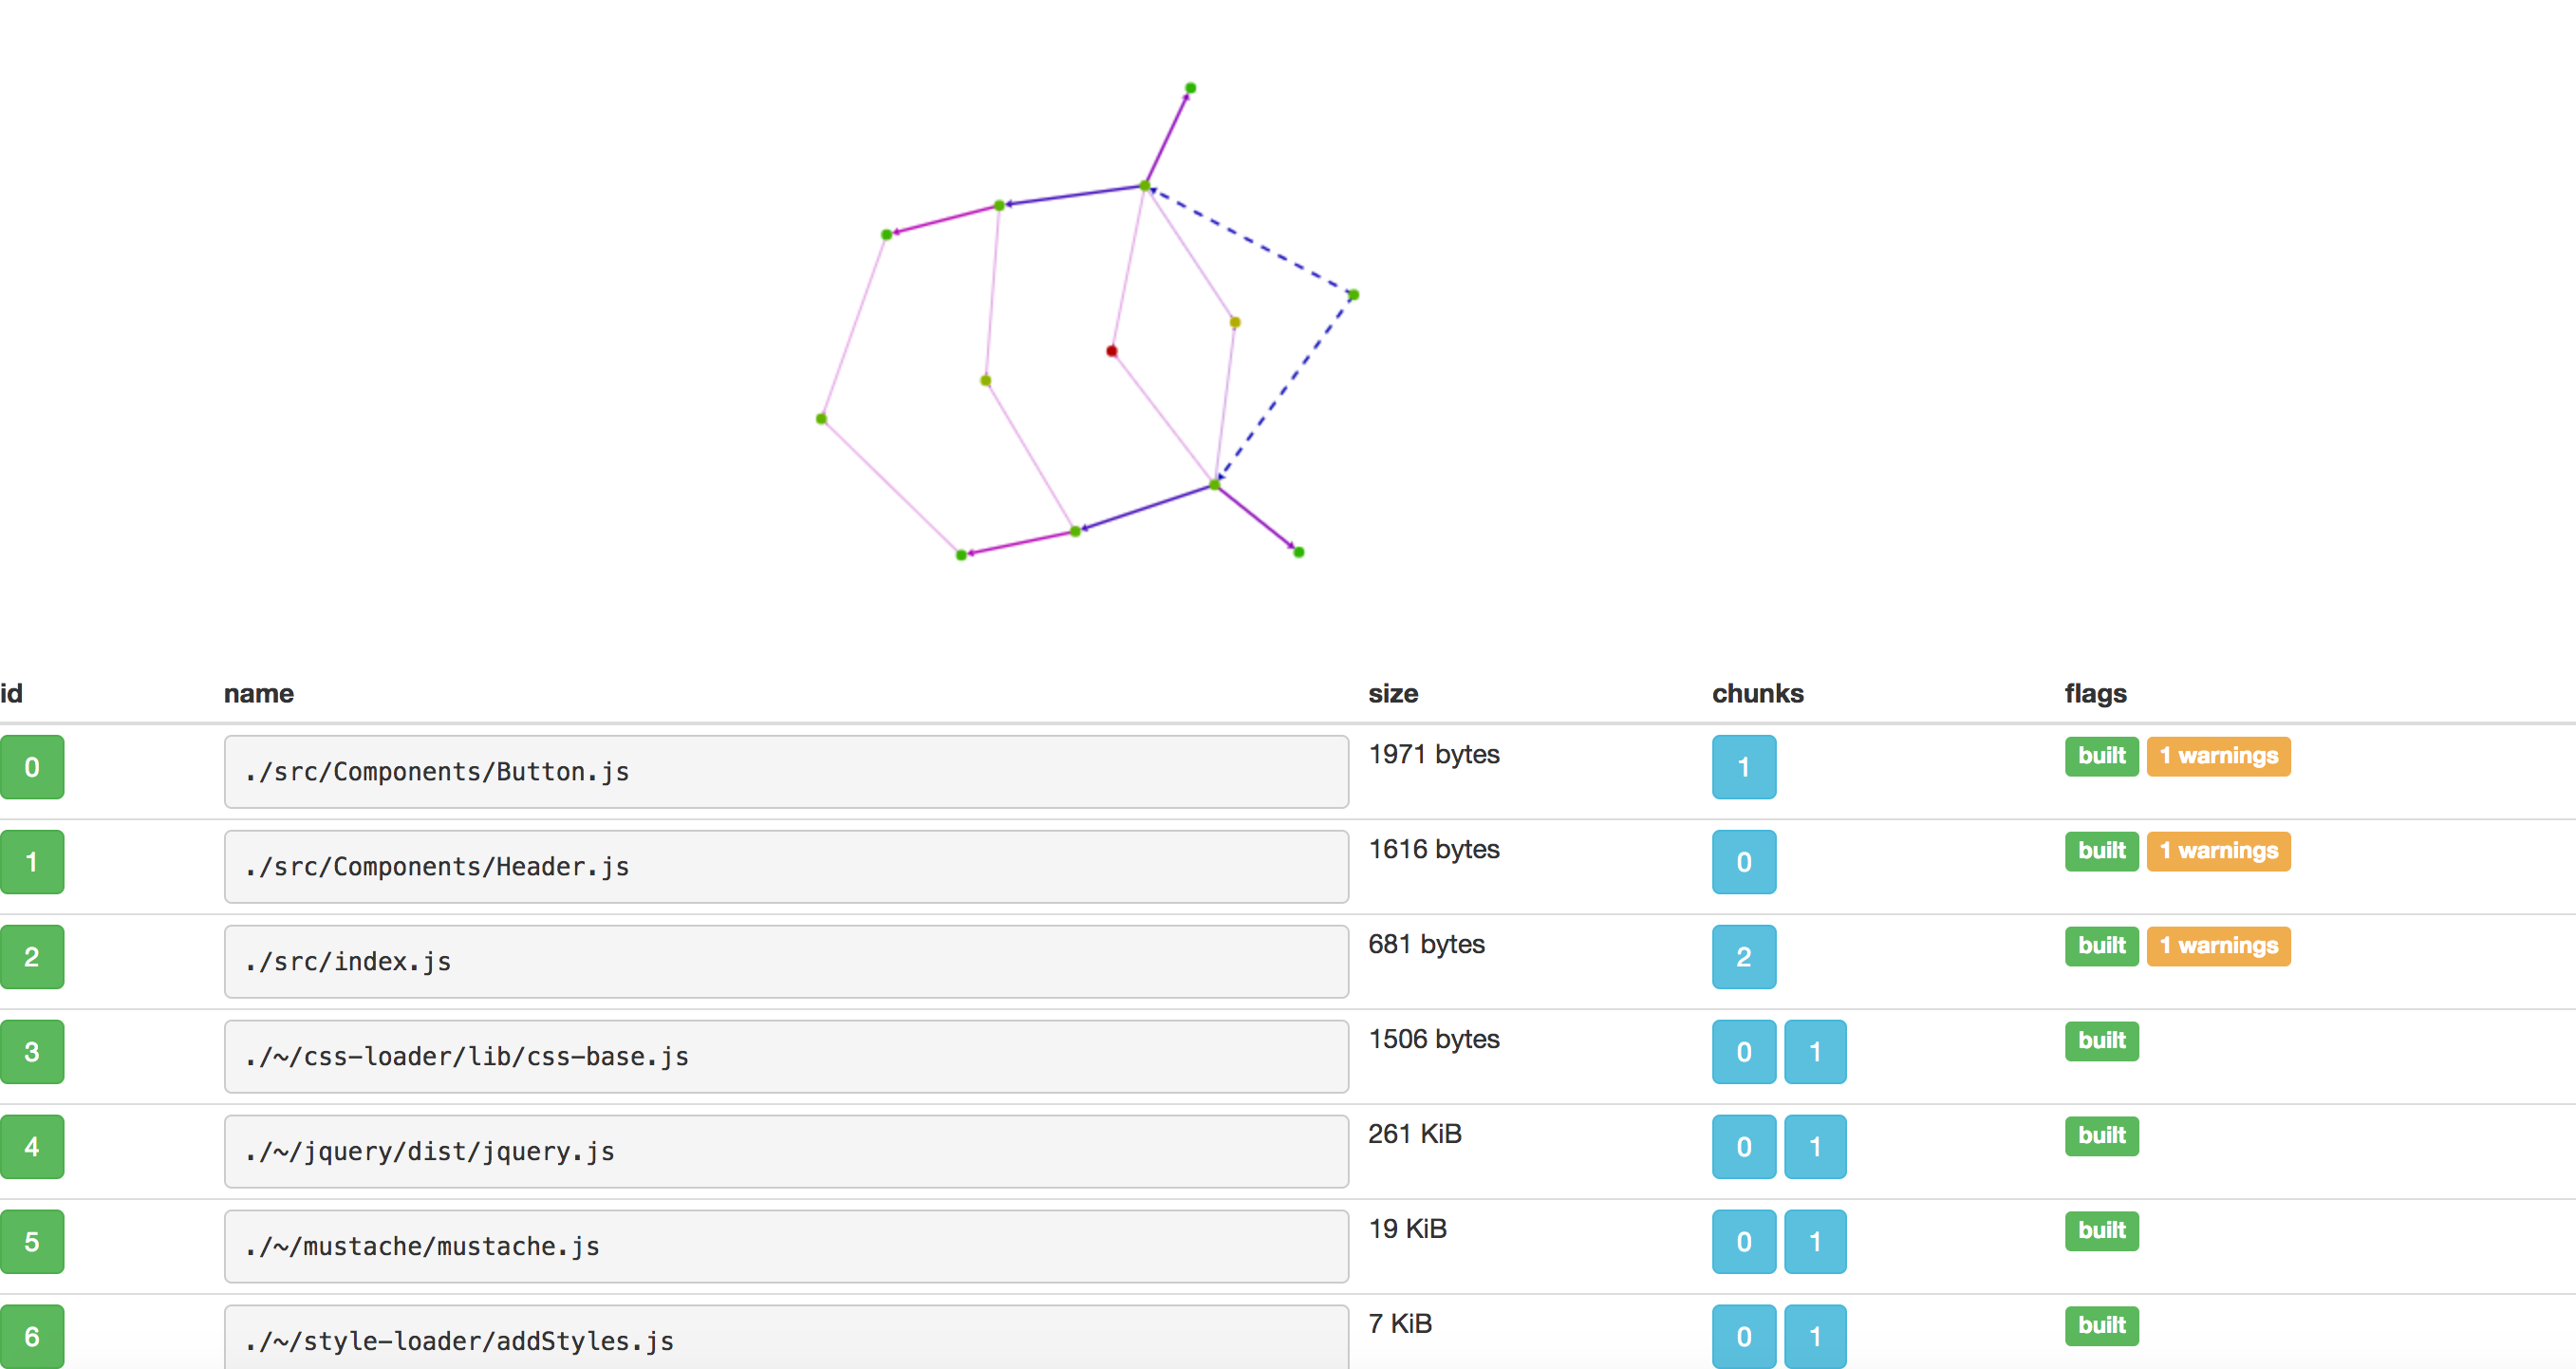 id name size chunks flags
0 ./src/Components/Button.js 1971 bytes 1 built 1 warnings
1 ./src/Components/Header.js 1616 bytes 0 built 1 warnings
2 ./src/index.js 681 bytes 2 built 1 warnings
3 ./~/css-loader/lib/css-base.js 1506 bytes 0 1 built
4 ./~/jquery/dist/jquery.js 261 KiB 0 1 built
5 ./~/mustache/mustache.js 19 KiB 0 1 built
6 ./~/style-loader/addStyles.js 7 KiB 0 1 built